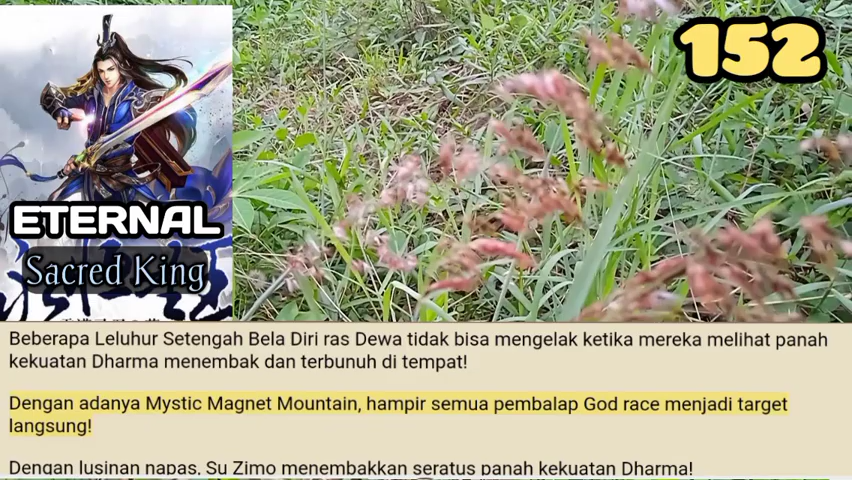 152
ETERNAL
Sacred King
Beberapa Leluhur Setengah Bela Diri ras Dewa tidak bisa mengelak ketika mereka melihat panah
kekuatan Dharma menembak dan terbunuh di tempat!
Dengan adanya Mystic Magnet Mountain, hampir semua pembalap God race menjadi target
langsung!
Dengan lusinan napas, Su Zimo menembakkan seratus panah kekuatan Dharma!